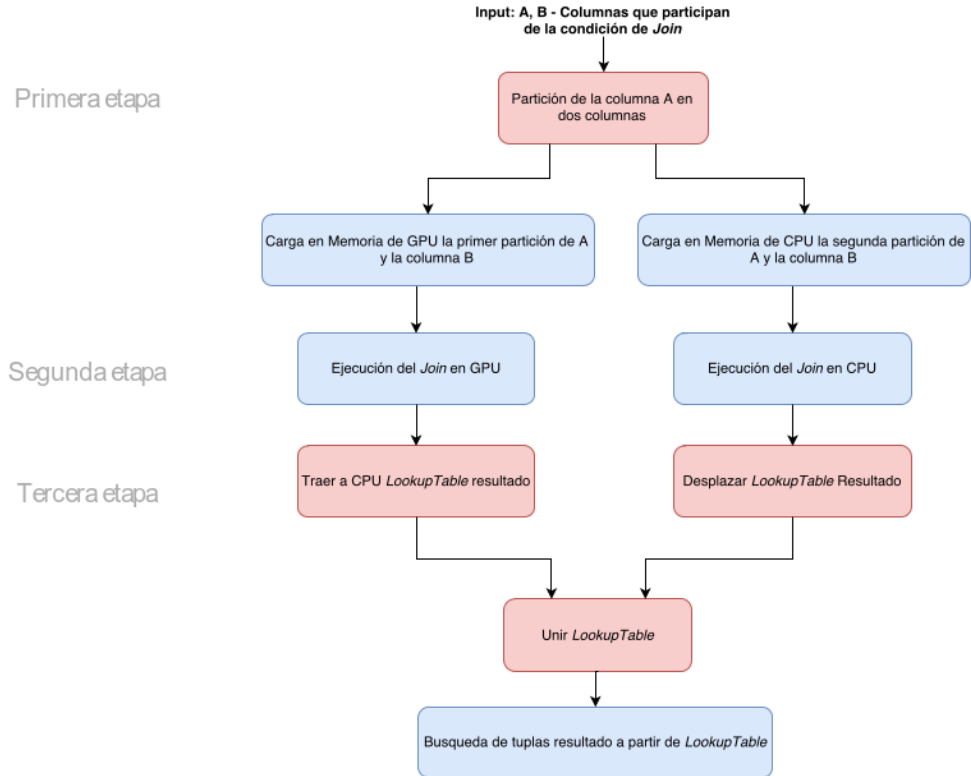 Input: A, B - Columnas que participan
de la condición de Join
Primera etapa
Partición de la columna A en
dos columnas
Carga en Memoria de GPU la primer partición de A
y la columna B
Carga en Memoria de CPU la segunda partición de
A y la columna B
Segunda etapa
Ejecución del Join en GPU
Ejecución del Join en CPU
Tercera etapa
Traer a CPU LookupTable resultado
Desplazar LookupTable Resultado
Unir LookupTable
Busqueda de tuplas resultado a partir de LookupTable